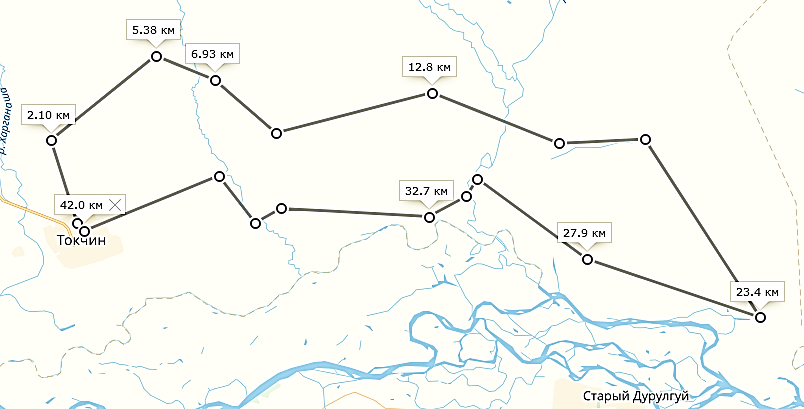 5.38 км
6.93 км
12.8 км
р. Харганаша
2.10 км
32.7 км
42.0 км
Токчин
27.9 км
23.4 км
Старый Дурулгуй